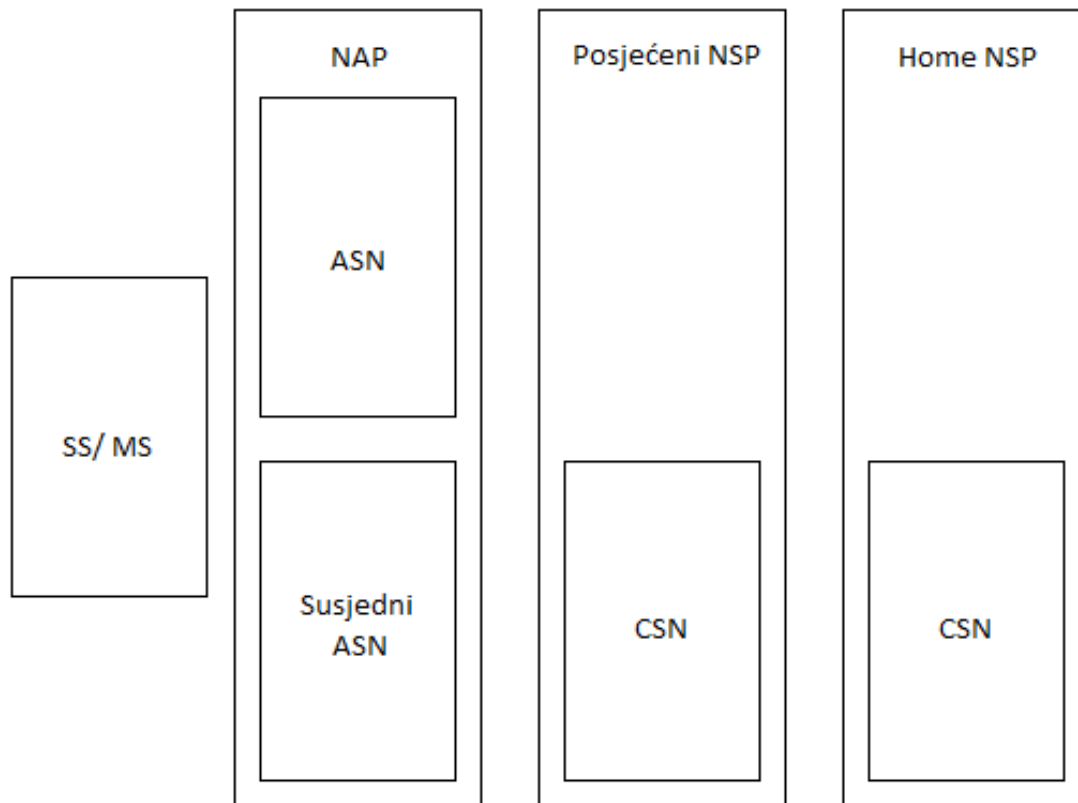 NAP
Posjećeni NSP
Home NSP
ASN
SS/ MS
Susjedni
ASN
CSN
CSN